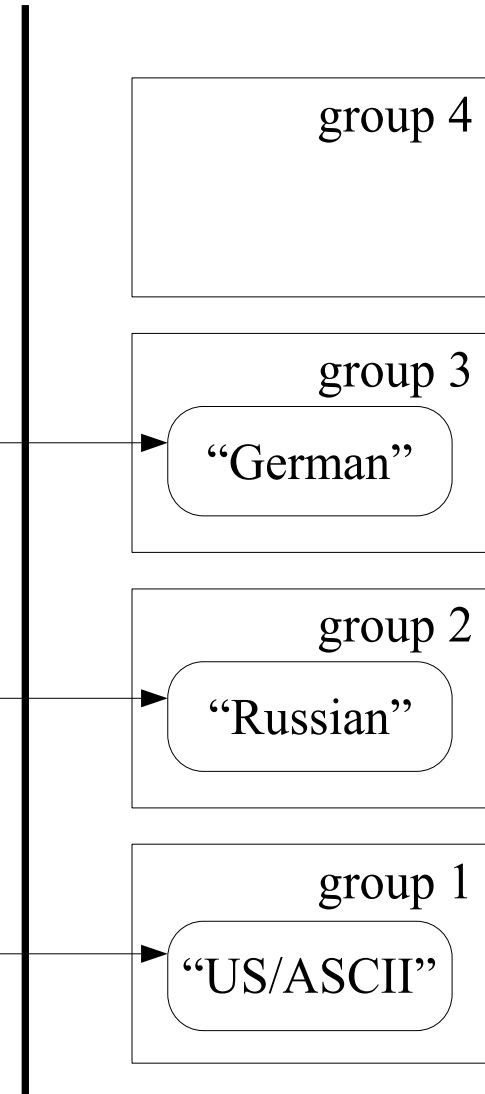 group 4
group 3
“German”
group 2
“Russian”
group 1
“US/ASCII”